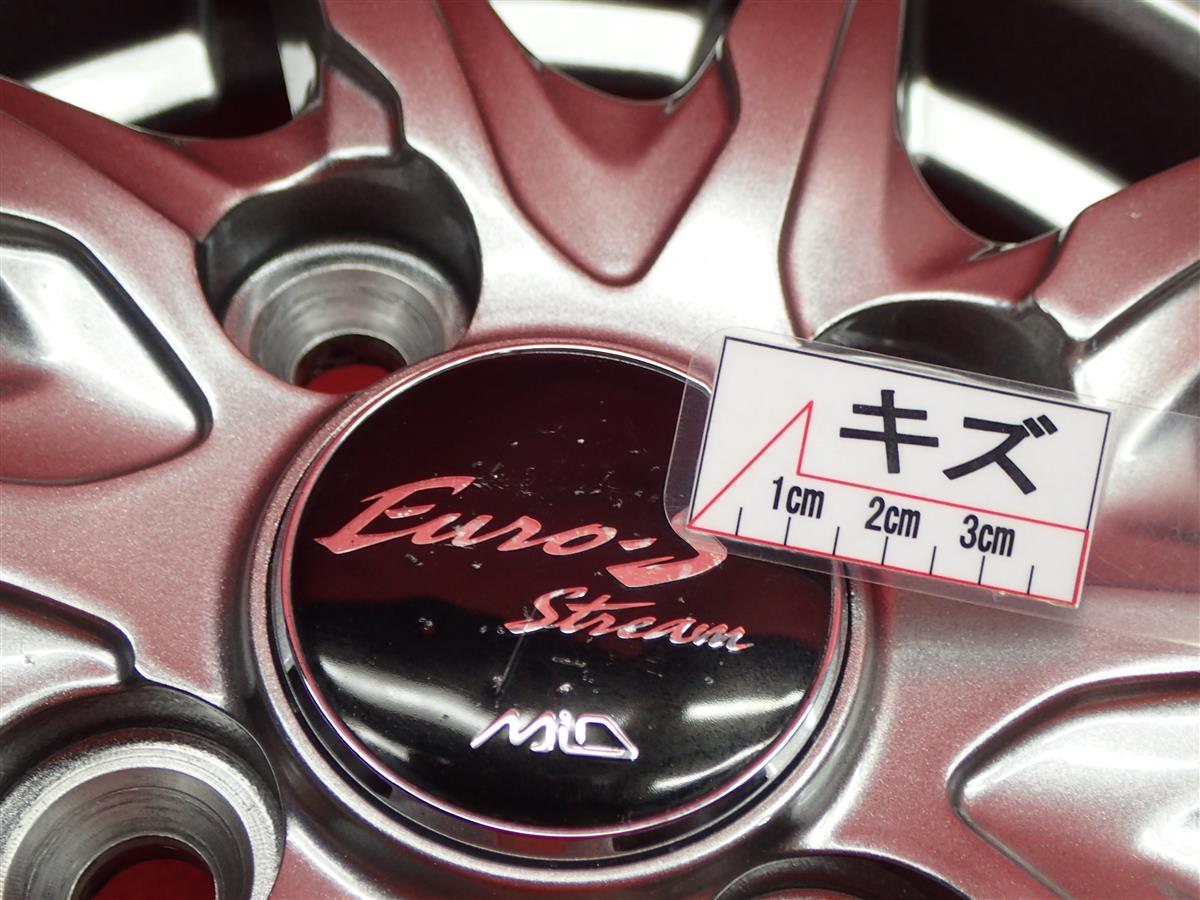 キズ
1cm 2cm 3cm
Euro's
Stream
MiD